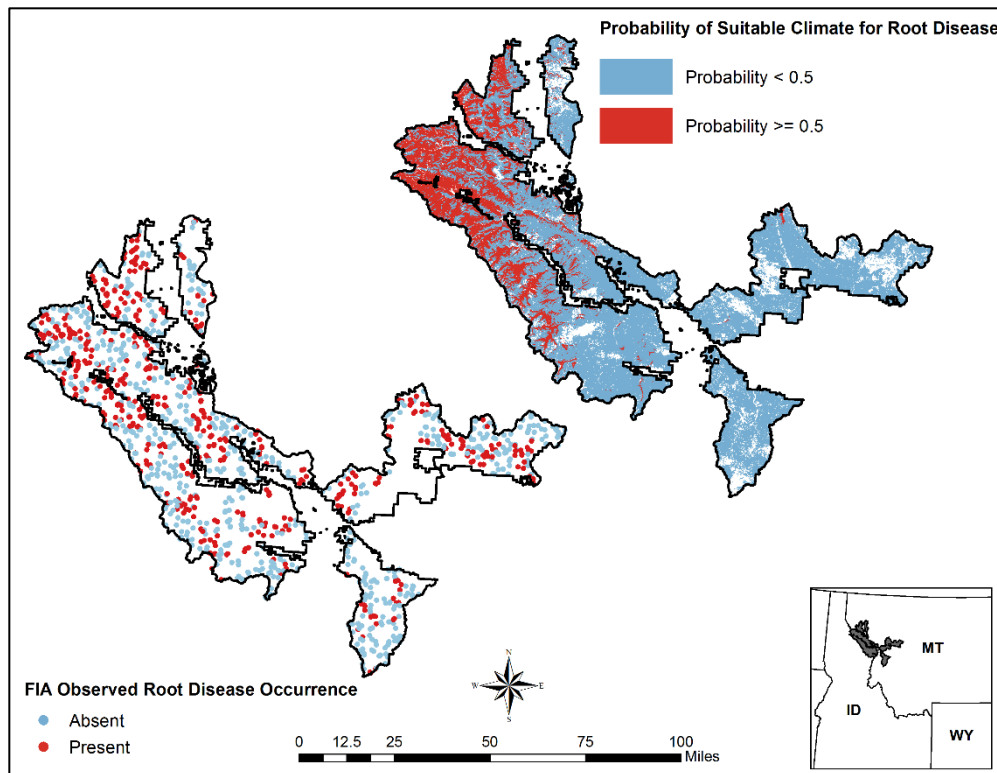 Probability of Suitable Climate for Root Disease
Probability < 0.5
Probability >= 0.5
FIA Observed Root Disease Occurrence
Absent
Present
N
W E
S
0 12.5 25 50 75 100
Miles
MT
ID
WY